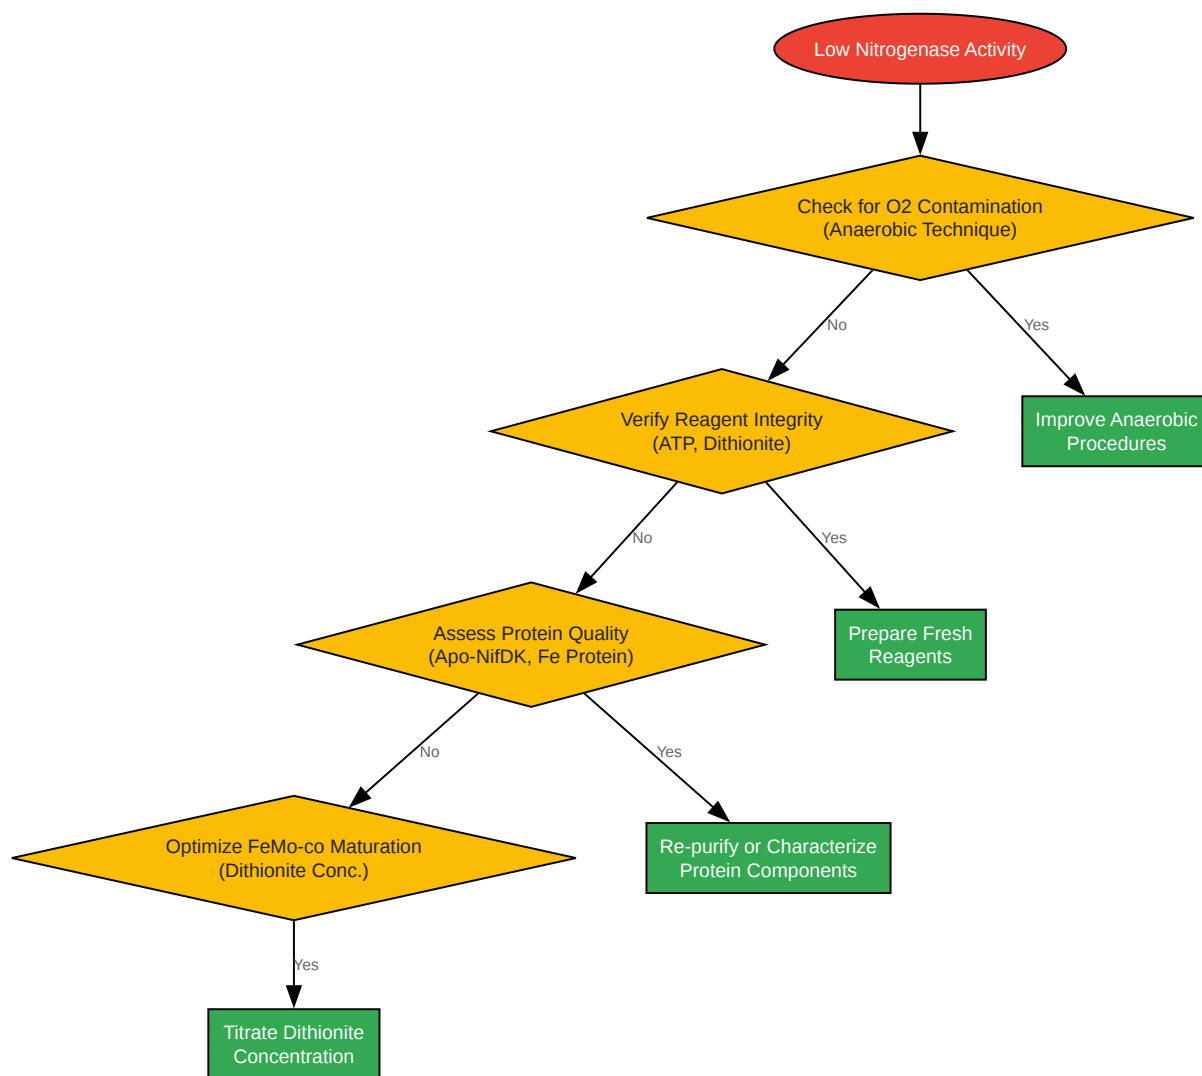 Low Nitrogenase Activity
Check for O2 Contamination
(Anaerobic Technique)
No
Yes
Verify Reagent Integrity
(ATP, Dithionite)
Improve Anaerobic
Procedures
No
Yes
Assess Protein Quality
(Apo-NifDK, Fe Protein)
Prepare Fresh
Reagents
No
Yes
Optimize FeMo-co Maturation
(Dithionite Conc.)
Re-purify or Characterize
Protein Components
Yes
Titrate Dithionite
Concentration